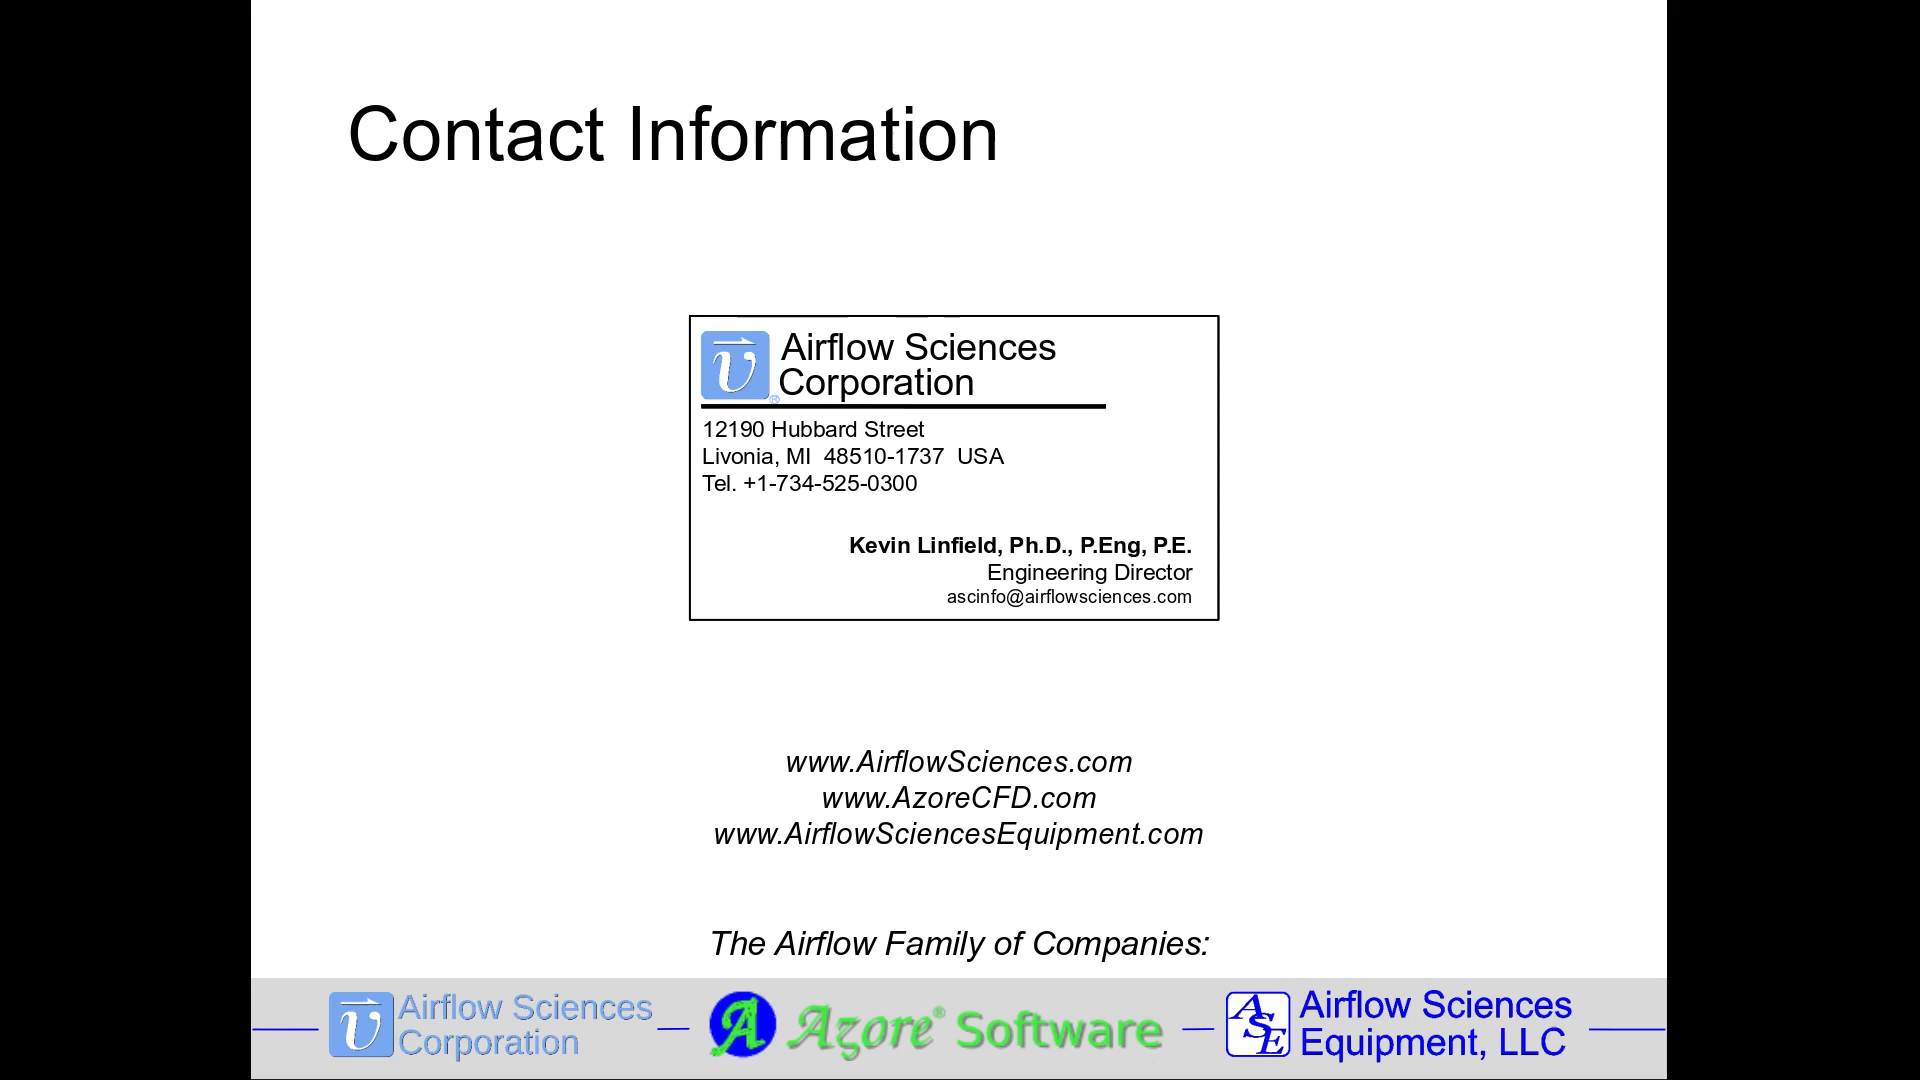 Contact Information
Airflow Sciences
Corporation
12190 Hubbard Street
Livonia, MI  48510-1737  USA
Tel. +1-734-525-0300
Kevin Linfield, Ph.D., P.Eng, P.E.
Engineering Director
ascinfo@airflowsciences.com
www.AirflowSciences.com
www.AzoreCFD.com
www.AirflowSciencesEquipment.com
The Airflow Family of Companies:
Airflow Sciences
Corporation
A Azore® Software
ASE Airflow Sciences
Equipment, LLC